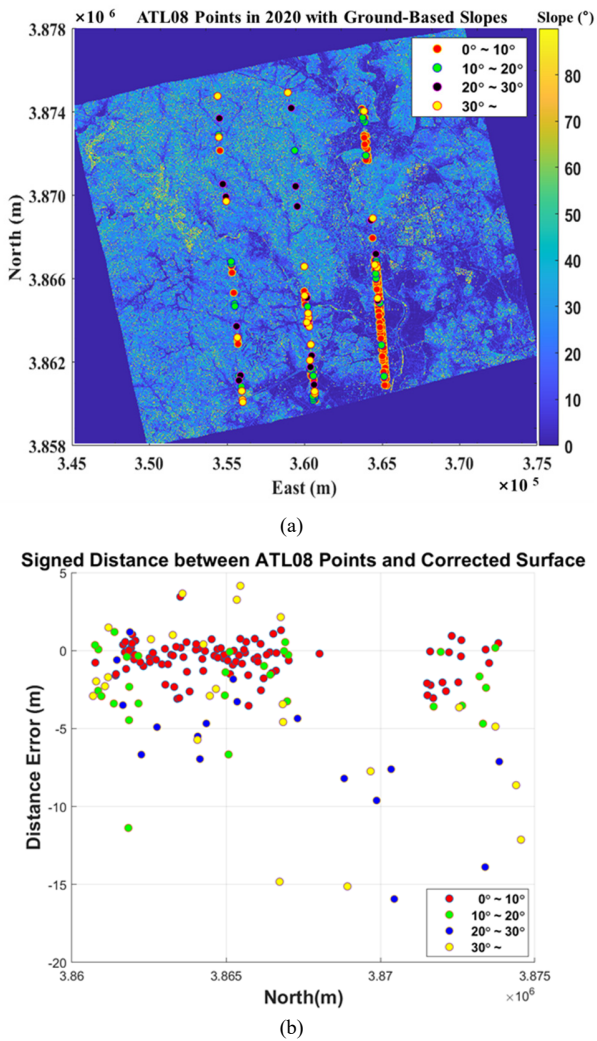 ×10⁶ ATL08 Points in 2020 with Ground-Based Slopes Slope (°)
3.878
0° ~ 10°
10° ~ 20°
20° ~ 30°
30° ~
3.874
3.870
3.866
3.862
3.858
North (m)
80
70
60
50
40
30
20
10
0
3.45 3.50 3.55 3.60 3.65 3.70 3.75
East (m) ×10⁵
(a)
Signed Distance between ATL08 Points and Corrected Surface
5
0
-5
-10
-15
-20
Distance Error (m)
0° ~ 10°
10° ~ 20°
20° ~ 30°
30° ~
3.86 3.865 3.87 3.875
North(m) ×10⁶
(b)